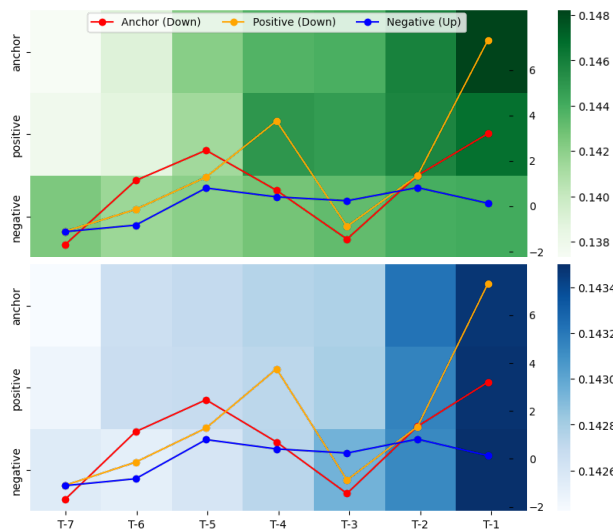 Anchor (Down) Positive (Down) Negative (Up)
anchor
positive
negative
6
4
2
0
−2
0.148
0.146
0.144
0.142
0.140
0.138
anchor
positive
negative
6
4
2
0
−2
0.1434
0.1432
0.1430
0.1428
0.1426
T-7 T-6 T-5 T-4 T-3 T-2 T-1